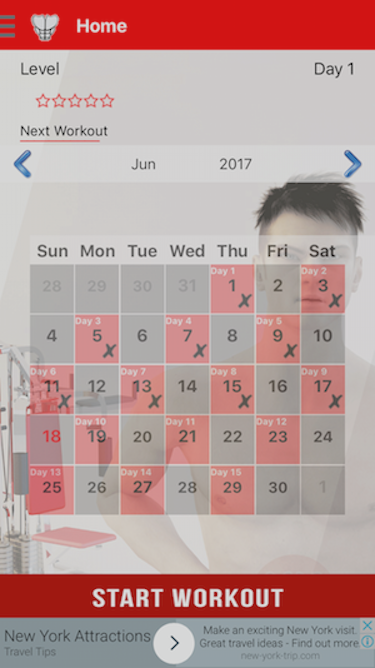 Home
Level Day 1
Next Workout
Jun 2017
Sun Mon Tue Wed Thu Fri Sat
Day 1 Day 2
28 29 30 31 1 2 3
Day 3 Day 4 Day 5
4 5 6 7 8 9 10
Day 6 Day 7 Day 8 Day 9
11 12 13 14 15 16 17
Day 10 Day 11 Day 12
18 19 20 21 22 23 24
Day 13 Day 14 Day 15
25 26 27 28 29 30 1
START WORKOUT
New York Attractions
Travel Tips
Make an exciting New York visit.
Great travel ideas - Find out more.
new-york-trip.com